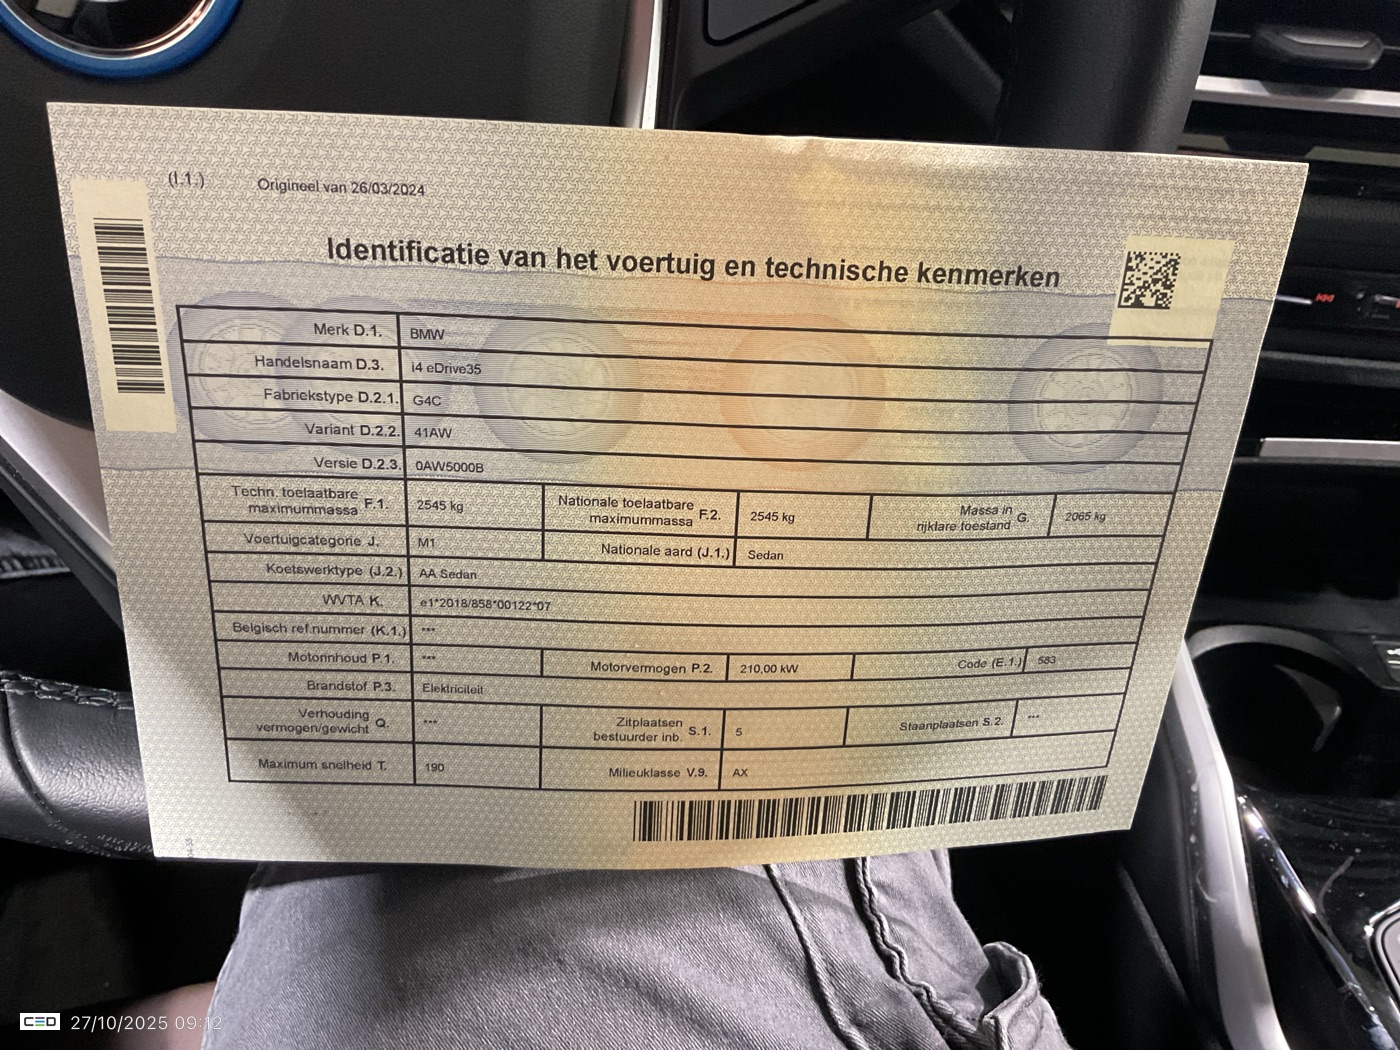 (I.1.) Origineel van 26/03/2024
Identificatie van het voertuig en technische kenmerken
Merk D.1. BMW
Handelsnaam D.3. i4 eDrive35
Fabriekstype D.2.1. G4C
Variant D.2.2. 41AW
Versie D.2.3. 0AW5000B
Techn. toelaatbare maximummassa F.1. 2545 kg Nationale toelaatbare maximummassa F.2. 2545 kg Massa in rijklare toestand G. 2065 kg
Voertuigcategorie J. M1 Nationale aard (J.1.) Sedan
Koetswerktype (J.2.) AA Sedan
WVTA K. e1*2018/858*00122*07
Belgisch ref.nummer (K.1.) ***
Motorinhoud P.1. *** Motorvermogen P.2. 210,00 kW Code (E.1.) 583
Brandstof P.3. Elektriciteit
Verhouding vermogen/gewicht Q. *** Zitplaatsen bestuurder inb. S.1. 5 Staanplaatsen S.2. ***
Maximum snelheid T. 190 Milieuklasse V.9. AX
CED 27/10/2025 09:12